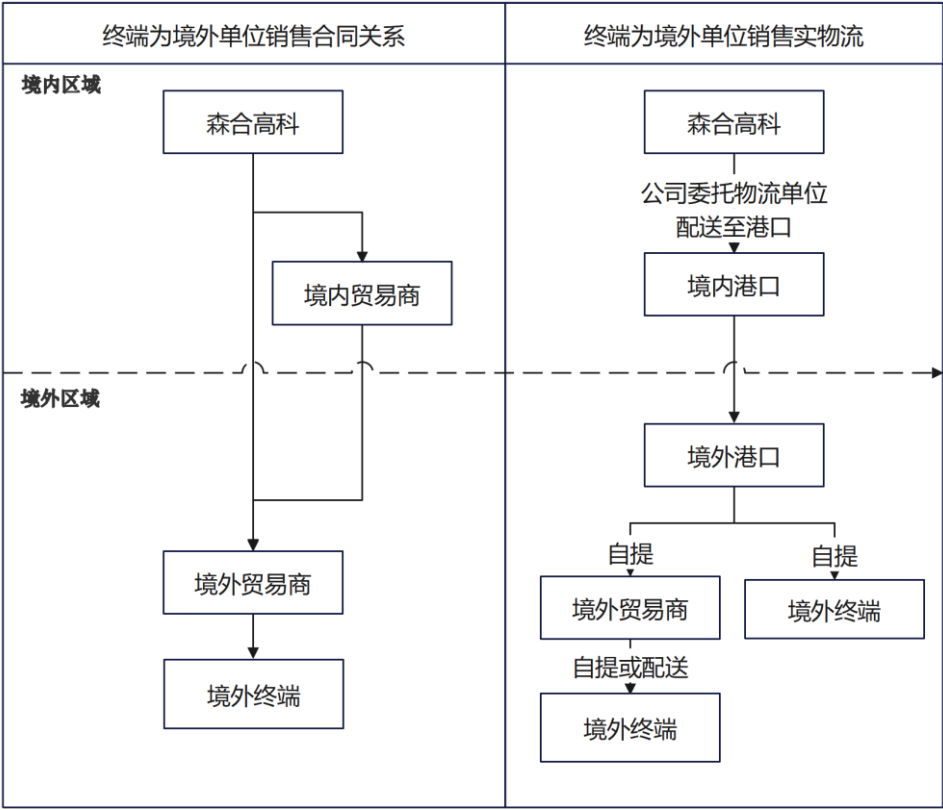 终端为境外单位销售合同关系
终端为境外单位销售实物流
境内区域
森合高科
境内贸易商
境外区域
境外贸易商
境外终端
森合高科
公司委托物流单位
配送至港口
境内港口
境外港口
自提
自提
境外贸易商
境外终端
自提或配送
境外终端